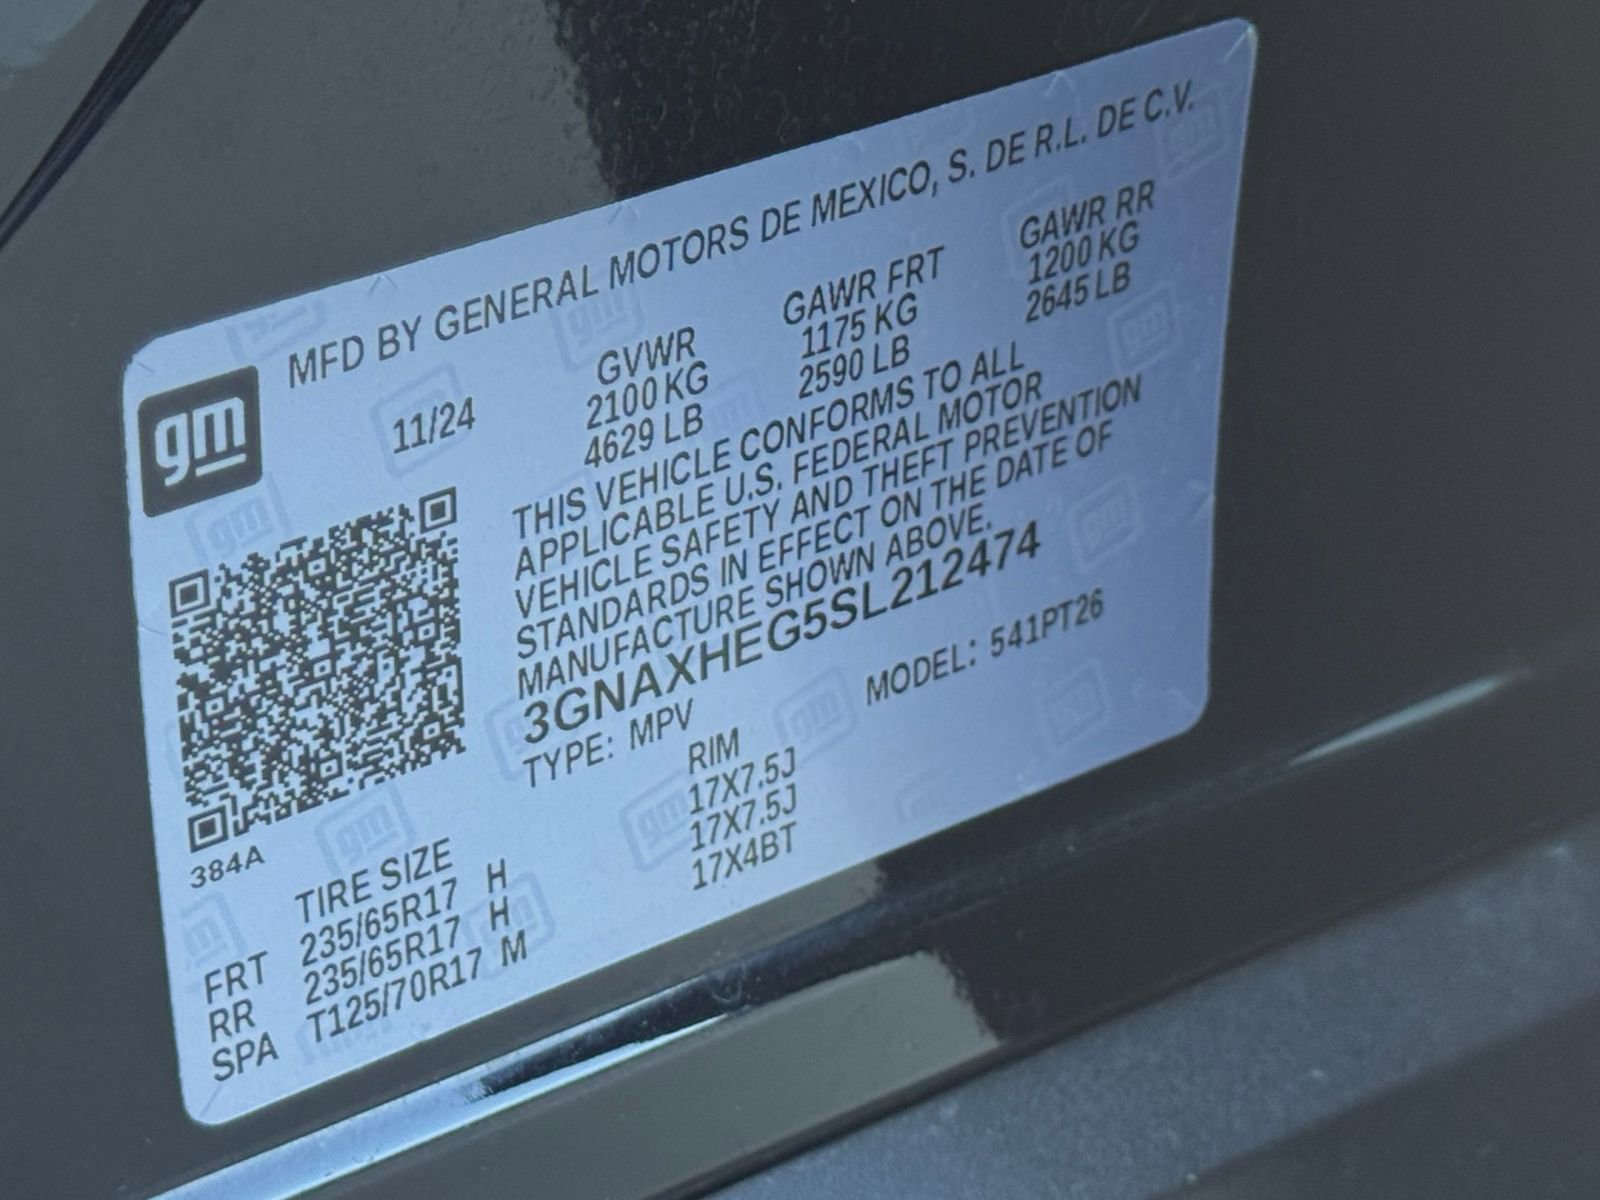 gm
MFD BY GENERAL MOTORS DE MEXICO, S. DE R.L. DE C.V.
11/24
GVWR GAWR FRT GAWR RR
2100 KG 1175 KG 1200 KG
4629 LB 2590 LB 2645 LB
THIS VEHICLE CONFORMS TO ALL
APPLICABLE U.S. FEDERAL MOTOR
VEHICLE SAFETY AND THEFT PREVENTION
STANDARDS IN EFFECT ON THE DATE OF
MANUFACTURE SHOWN ABOVE.
3GNAXHEG5SL212474
TYPE: MPV MODEL: 541PT26
384A
TIRE SIZE RIM
FRT 235/65R17 H 17X7.5J
RR 235/65R17 H 17X7.5J
SPA T125/70R17 M 17X4BT